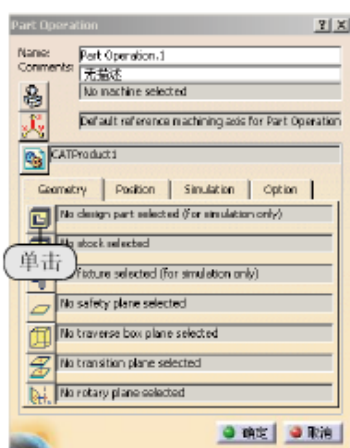 Part Operation
Name:
Part Operation.1
Comments:
无描述
No machine selected
Default reference machining axis for Part Operation
CATProduct1
Geometry Position Simulation Option
No design part selected (for simulation only)
No stock selected
单击
fixture selected (for simulation only)
No safety plane selected
No traverse box plane selected
No transition plane selected
No rotary plane selected
确定 取消